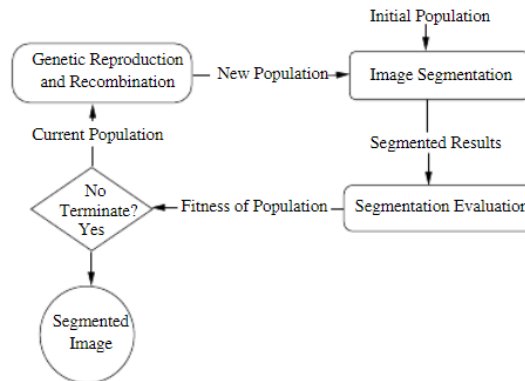 Initial Population
Genetic Reproduction
and Recombination
New Population
Image Segmentation
Current Population
Segmented Results
No
Terminate?
Yes
Fitness of Population
Segmentation Evaluation
Segmented
Image